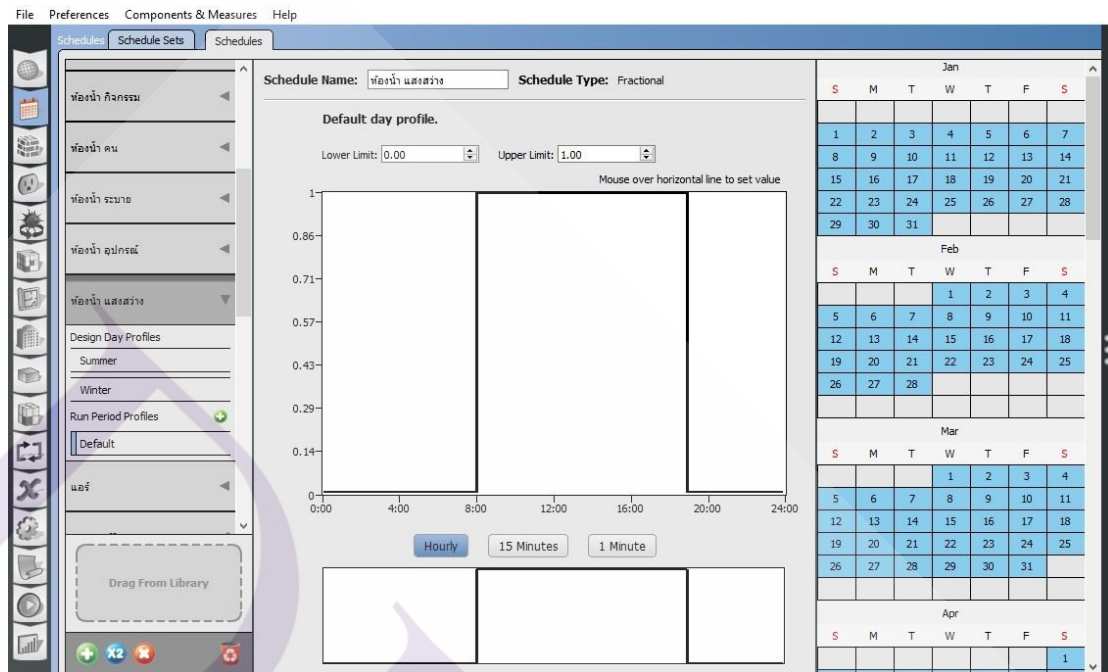 File Preferences Components & Measures Help
Schedules Schedule Sets Schedules
ห้องน้ำ กิจกรรม
ห้องน้ำ คน
ห้องน้ำ ระบาย
ห้องน้ำ อุปกรณ์
ห้องน้ำ แสงสว่าง
Design Day Profiles
Summer
Winter
Run Period Profiles
Default
แอร์
Drag From Library
X2
Schedule Name: ห้องน้ำ แสงสว่าง Schedule Type: Fractional
Default day profile.
Lower Limit: 0.00 Upper Limit: 1.00
Mouse over horizontal line to set value
1
0.86
0.71
0.57
0.43
0.29
0.14
0
0:00 4:00 8:00 12:00 16:00 20:00 24:00
Hourly 15 Minutes 1 Minute
Jan
S M T W T F S
1 2 3 4 5 6 7
8 9 10 11 12 13 14
15 16 17 18 19 20 21
22 23 24 25 26 27 28
29 30 31
Feb
S M T W T F S
1 2 3 4
5 6 7 8 9 10 11
12 13 14 15 16 17 18
19 20 21 22 23 24 25
26 27 28
Mar
S M T W T F S
1 2 3 4
5 6 7 8 9 10 11
12 13 14 15 16 17 18
19 20 21 22 23 24 25
26 27 28 29 30 31
Apr
S M T W T F S
1